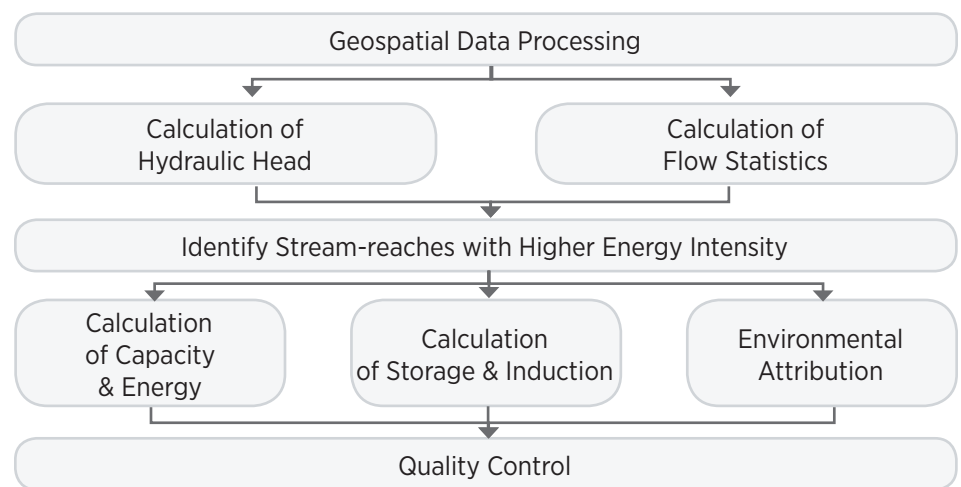 Geospatial Data Processing
Calculation of
Hydraulic Head
Calculation of
Flow Statistics
Identify Stream-reaches with Higher Energy Intensity
Calculation
of Capacity
& Energy
Calculation
of Storage & Induction
Environmental
Attribution
Quality Control